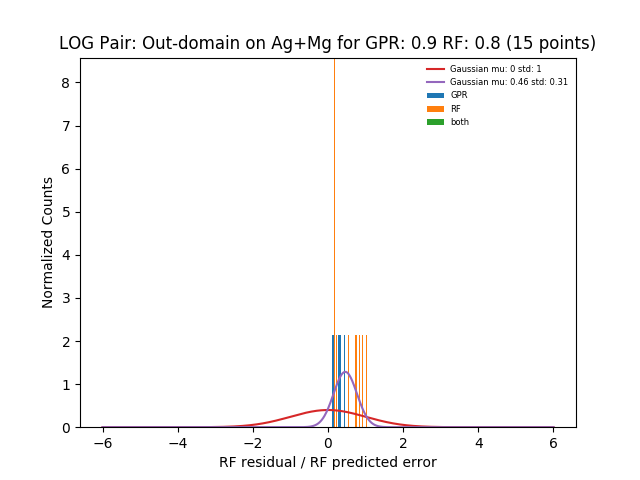 LOG Pair: Out-domain on Ag+Mg for GPR: 0.9 RF: 0.8 (15 points)
Gaussian mu: 0 std: 1
Gaussian mu: 0.46 std: 0.31
GPR
RF
both
Normalized Counts
8
7
6
5
4
3
2
1
0
−6 −4 −2 0 2 4 6
RF residual / RF predicted error